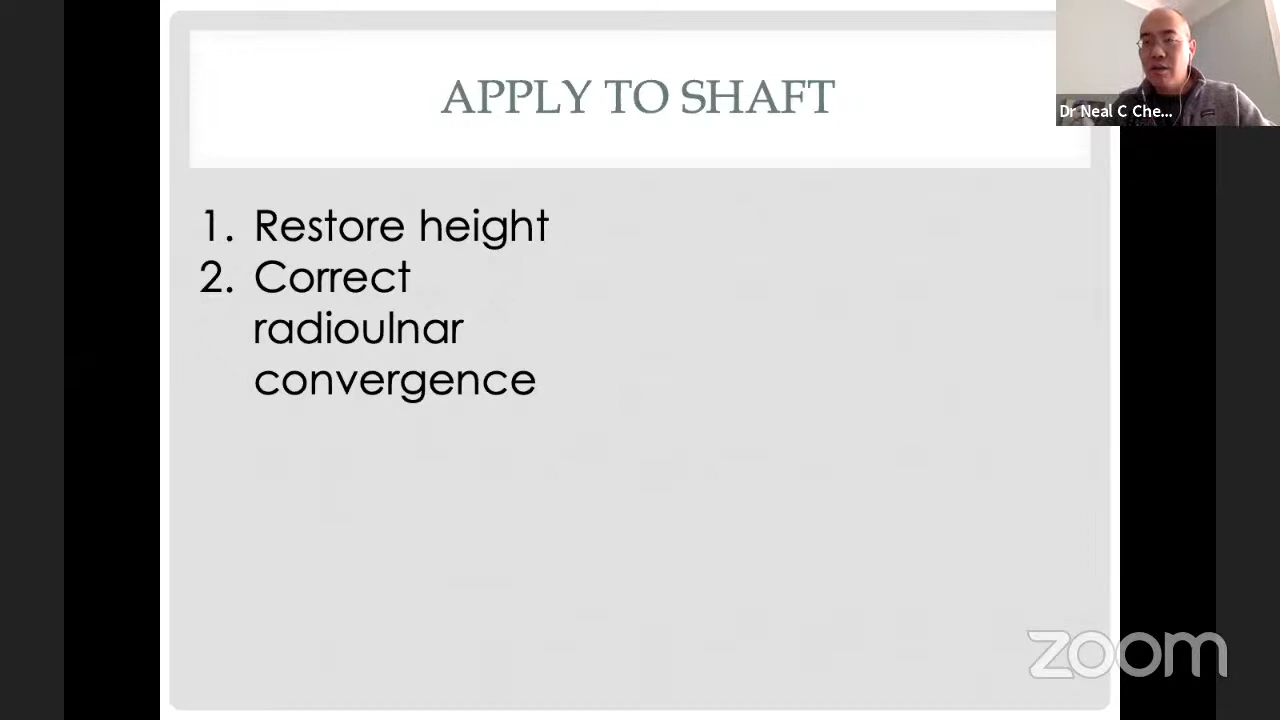 APPLY TO SHAFT
Dr Neal C Che...
1. Restore height
2. Correct
radioulnar
convergence
zoom